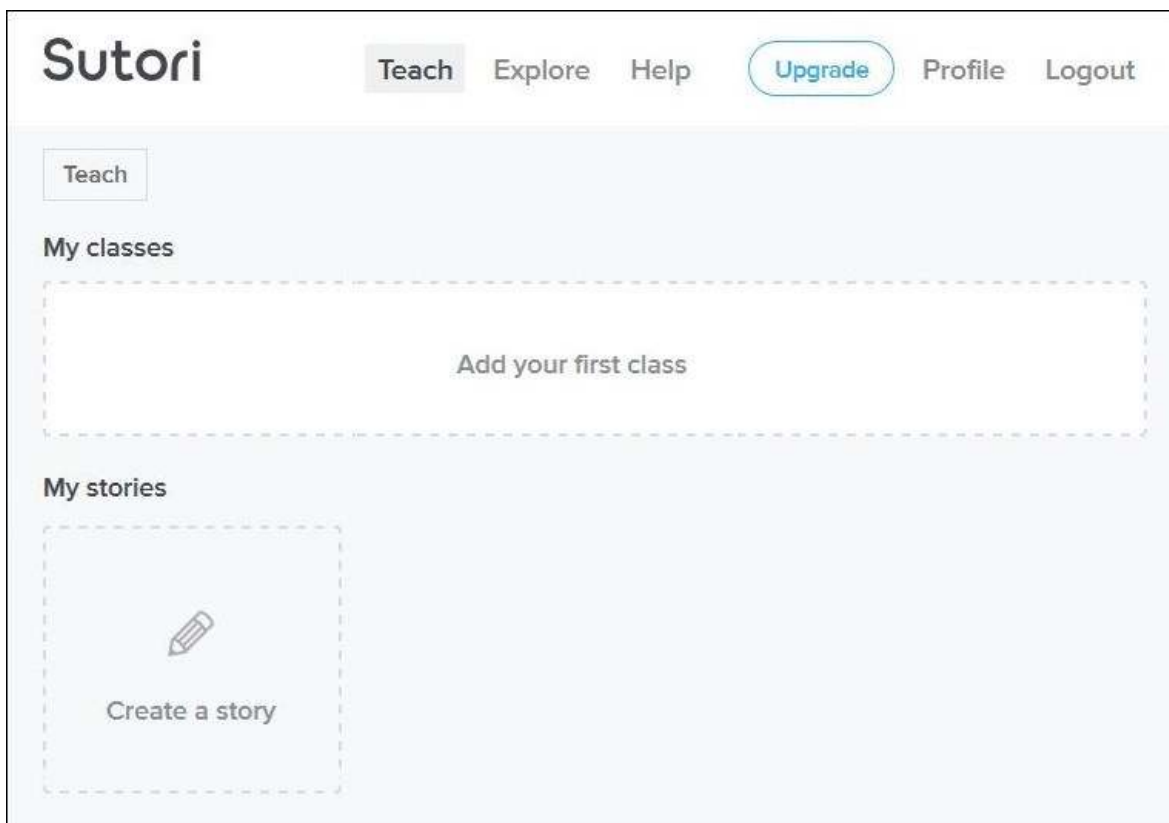 Sutori Teach Explore Help Upgrade Profile Logout
Teach
My classes
Add your first class
My stories
Create a story